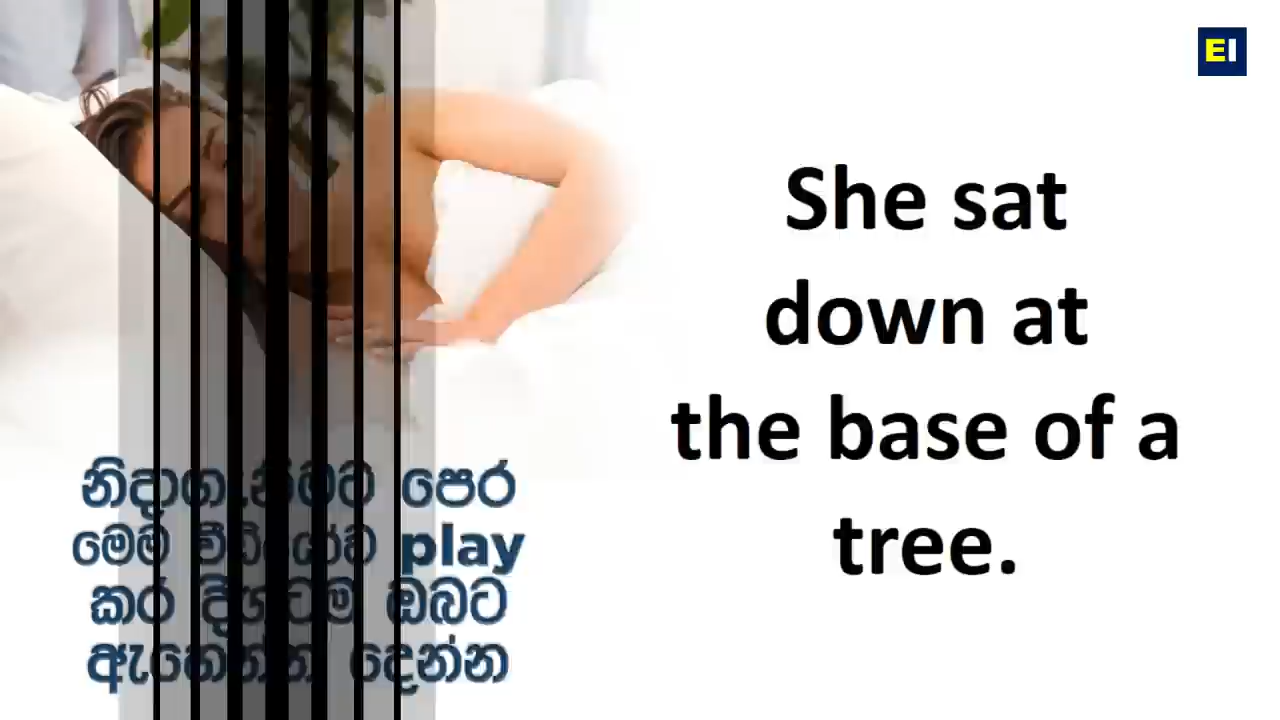 EI
She sat
down at
the base of a
tree.
පෙර
මෙම play
කර ඔබට
දෙන්න